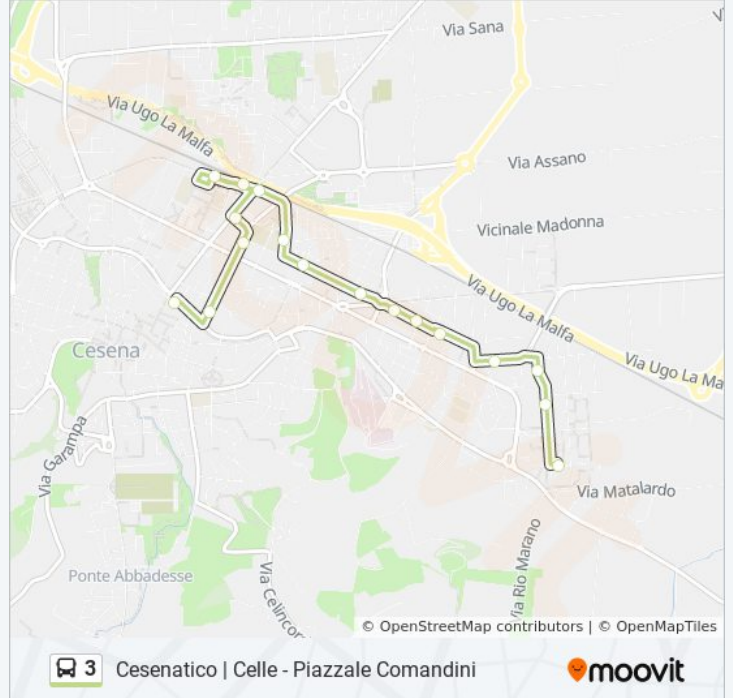 Via Sana
Via Ugo La Malfa
Via Assano
Vicinale Madonna
Via Ugo La Malfa
Cesena
Via Ugo La Ma
Via Garampa
Via Matalardo
Via Rio Marano
Ponte Abbadesse
Via Celincor
© OpenStreetMap contributors | © OpenMapTiles
3 Cesenatico | Celle - Piazzale Comandini
moovit